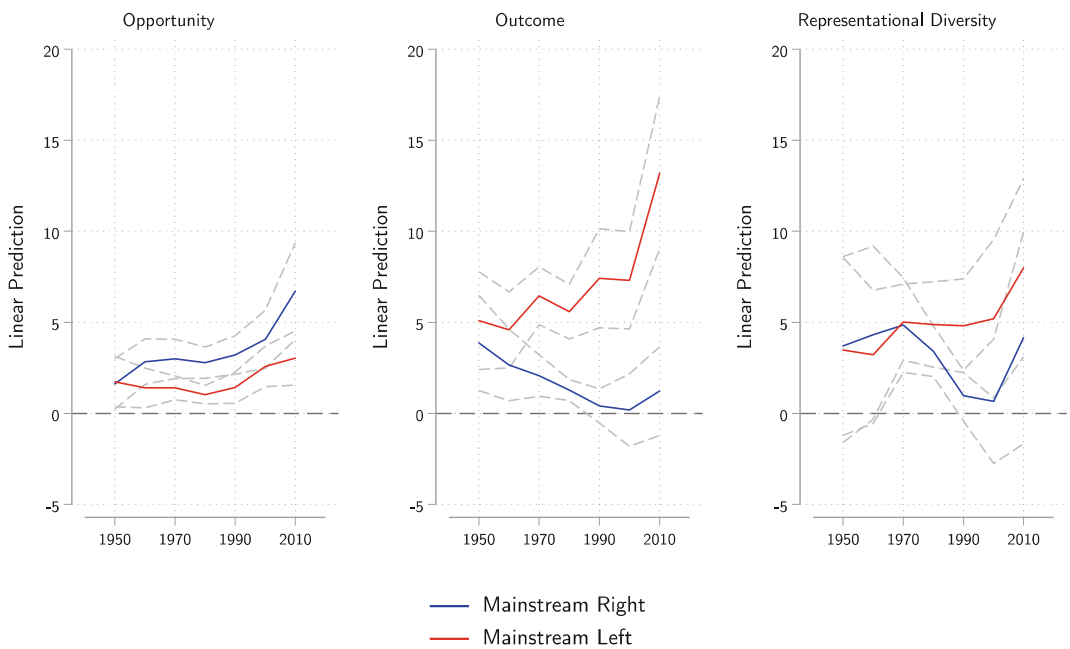 Opportunity
Outcome
Representational Diversity
Linear Prediction
20
15
10
5
0
-5
1950 1970 1990 2010
Linear Prediction
20
15
10
5
0
-5
1950 1970 1990 2010
Linear Prediction
20
15
10
5
0
-5
1950 1970 1990 2010
Mainstream Right
Mainstream Left